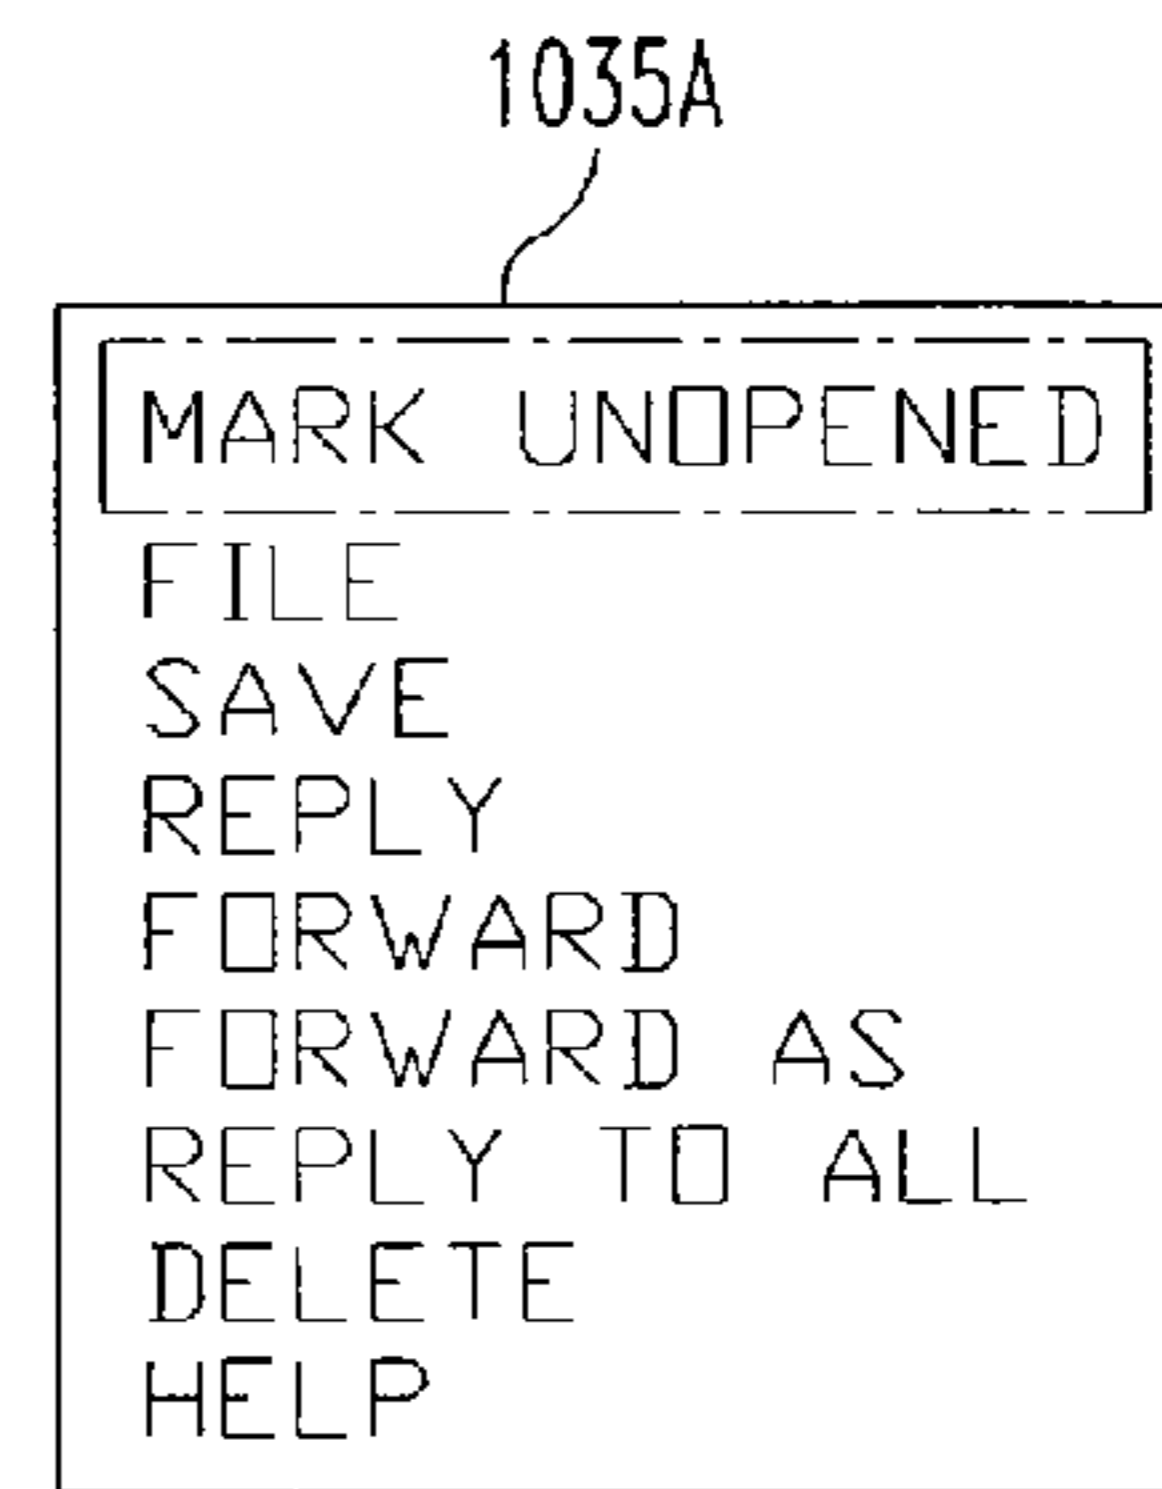 1035A
MARK UNOPENED
FILE
SAVE
REPLY
FORWARD
FORWARD AS
REPLY TO ALL
DELETE
HELP